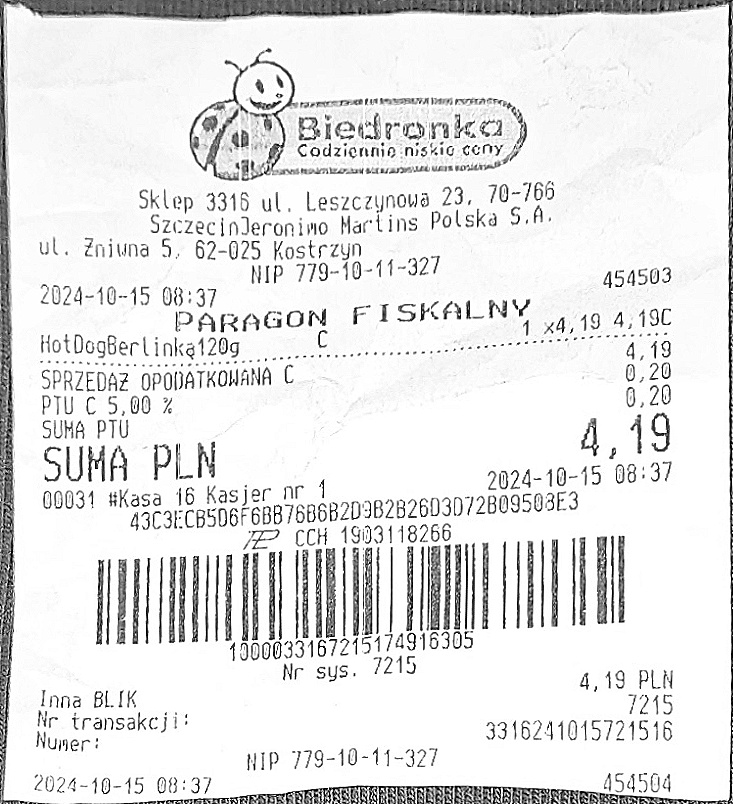 Biedronka
Codziennie niskie ceny
Sklep 3316 ul. Leszczynowa 23, 70-766
SzczecinJeronimo Martins Polska S.A.
ul. Żniwna 5, 62-025 Kostrzyn
NIP 779-10-11-327
2024-10-15 08:37 454503
PARAGON FISKALNY
HotDogBerlinką120g C 1 x4,19 4,19C
SPRZEDAŻ OPODATKOWANA C 4,19
PTU C 5,00 % 0,20
SUMA PTU 0,20
SUMA PLN 4,19
00031 #Kasa 16 Kasjer nr 1 2024-10-15 08:37
43C3ECB5D6F6BB76B6B2D9B2B26D3D72B09508E3
CCH 1903118266
1000033167215174916305
Nr sys. 7215
Inna BLIK 4,19 PLN
Nr transakcji: 7215
Numer: 3316241015721516
NIP 779-10-11-327
2024-10-15 08:37 454504